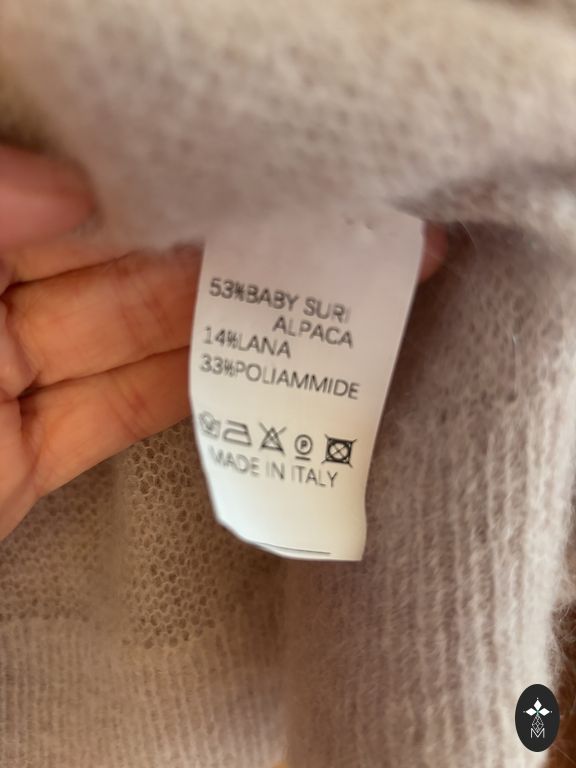 53%BABY SURI
ALPACA
14%LANA
33%POLIAMMIDE
P
MADE IN ITALY
M